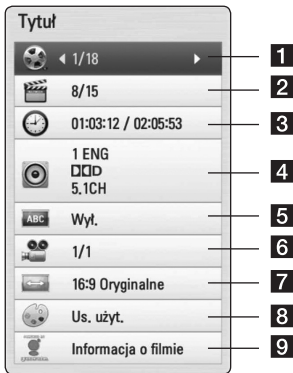 Tytuł
1/18
1
8/15
2
01:03:12 / 02:05:53
3
1 ENG
D
5.1CH
4
ABC
Wył.
5
1/1
6
16:9 Oryginalne
7
Us. użyt.
8
Informacja o filmie
9